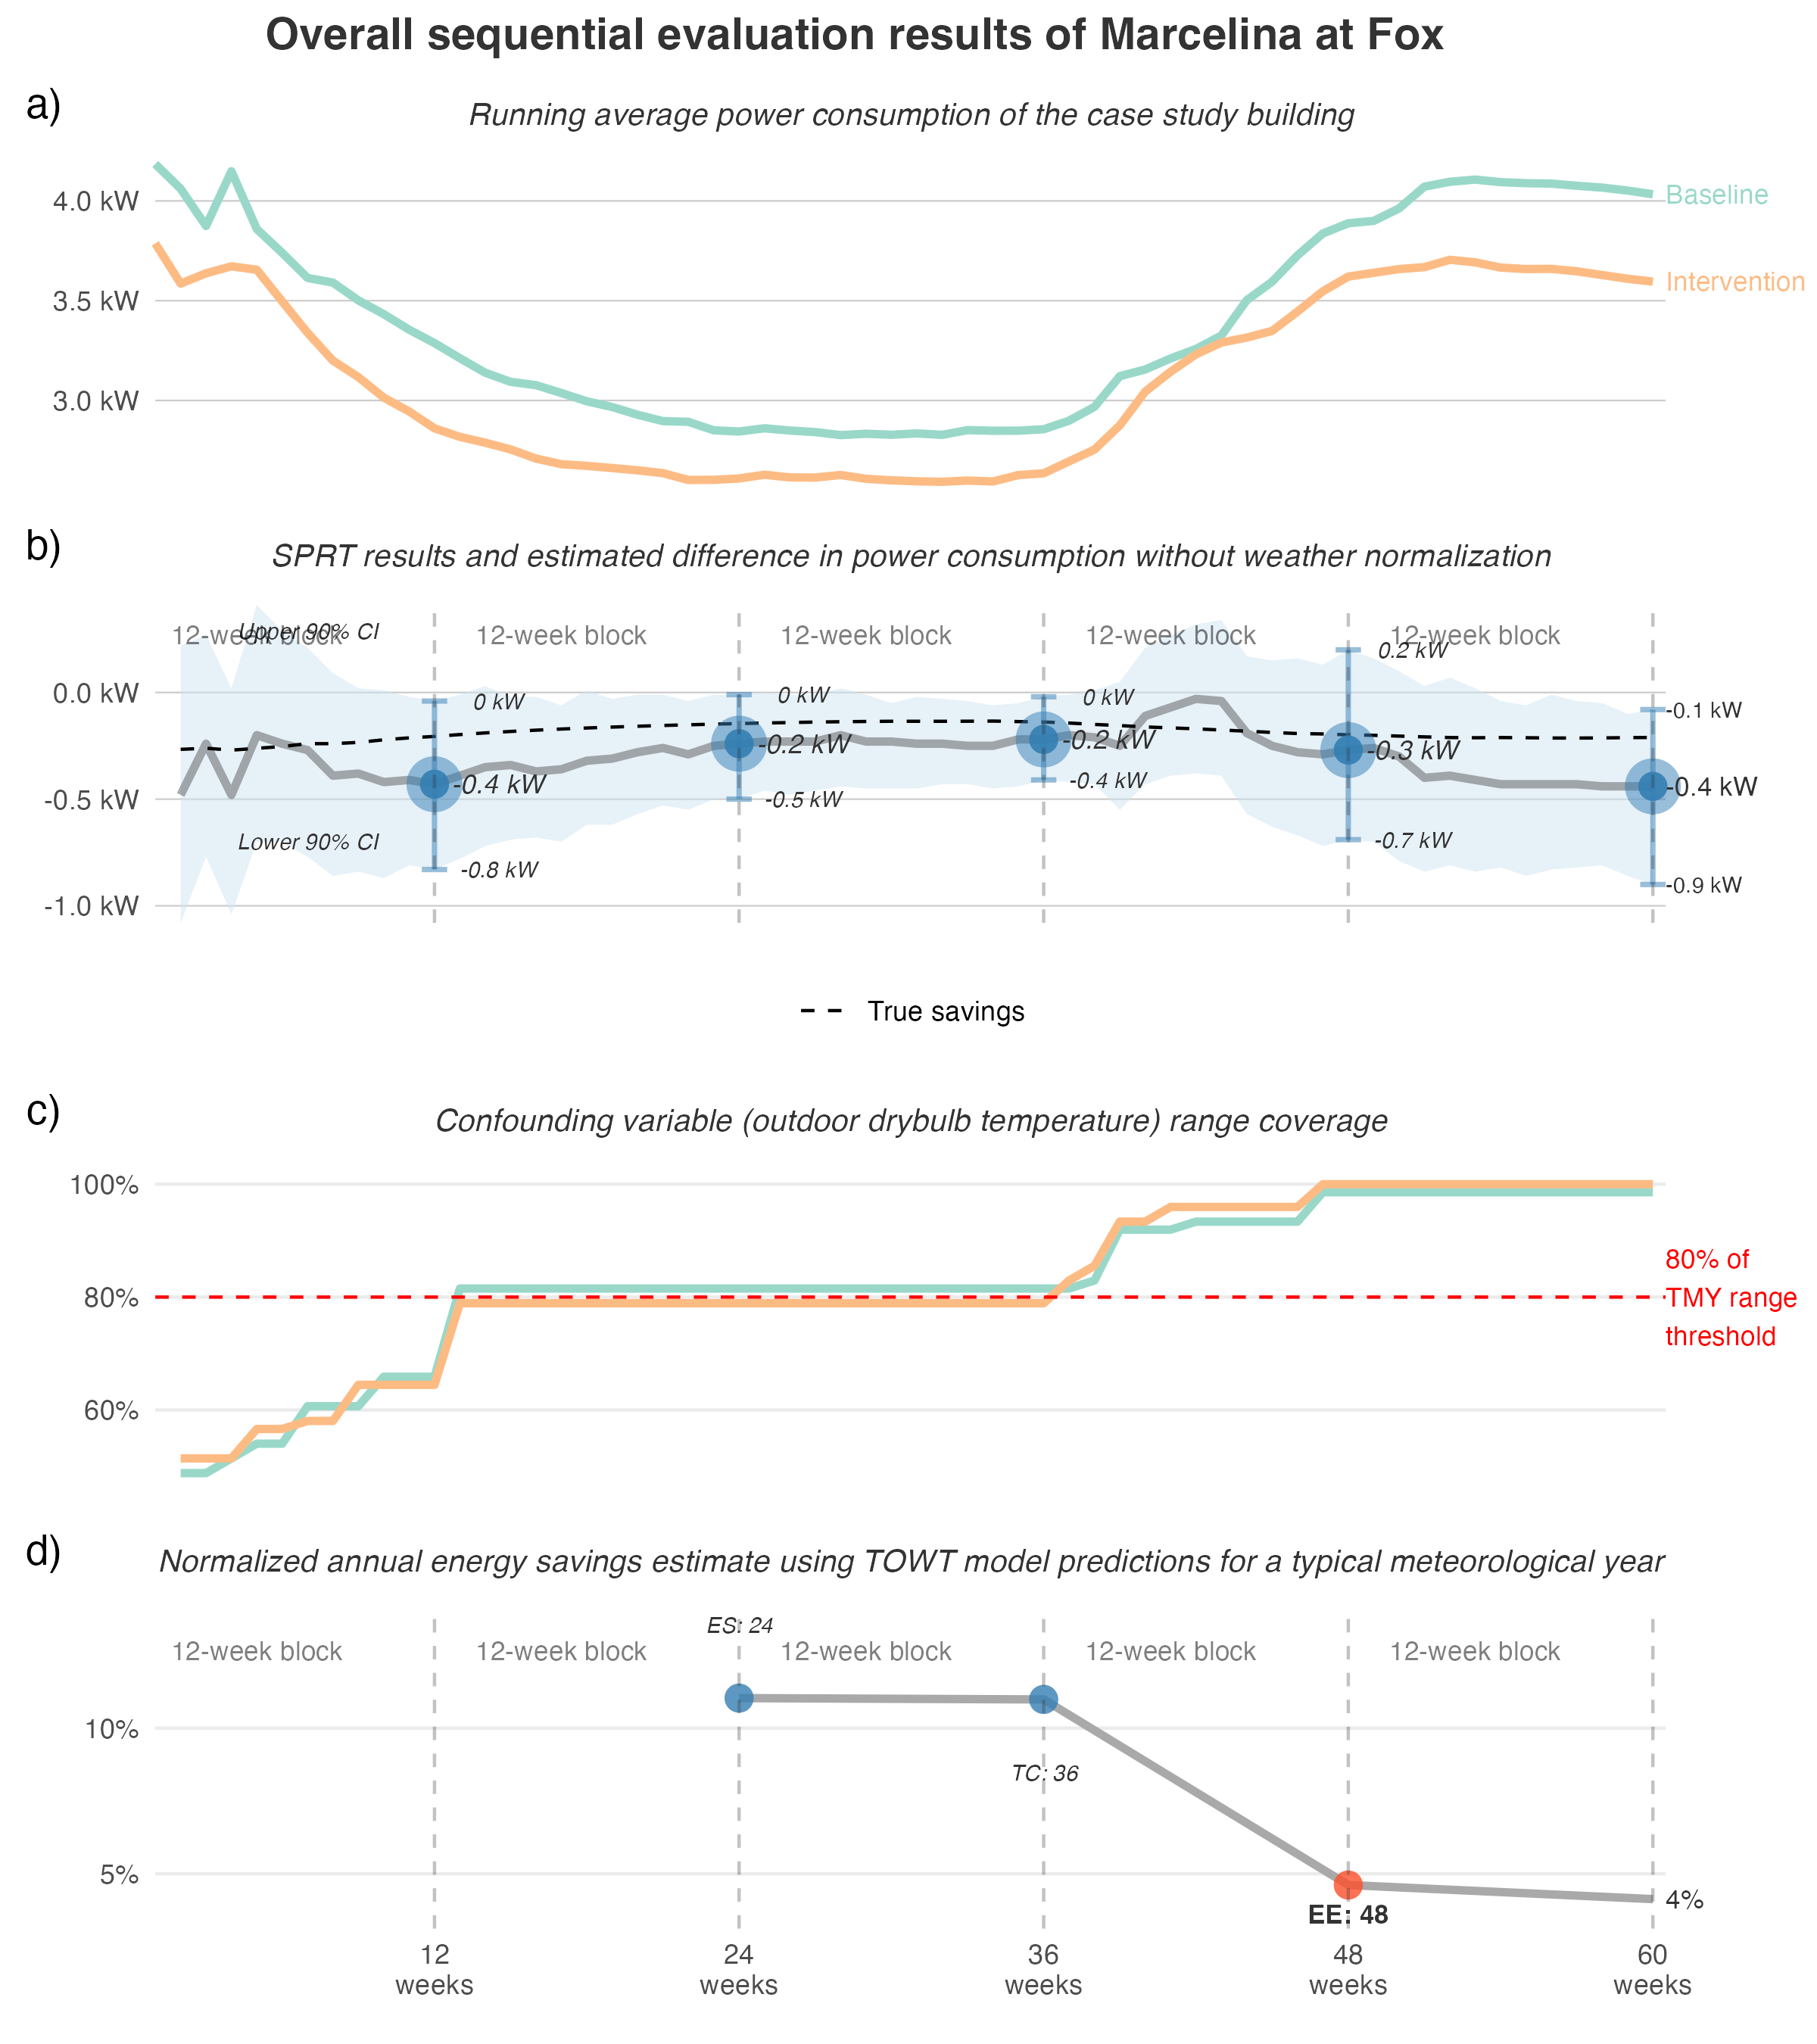 Overall sequential evaluation results of Marcelina at Fox
a)
Running average power consumption of the case study building
4.0 kW
3.5 kW
3.0 kW
Baseline
Intervention
b)
SPRT results and estimated difference in power consumption without weather normalization
12-week block
12-week block
12-week block
12-week block
12-week block
Upper 90% CI
Lower 90% CI
0.0 kW
-0.5 kW
-1.0 kW
0 kW
-0.4 kW
-0.8 kW
0 kW
-0.2 kW
-0.5 kW
0 kW
-0.2 kW
-0.4 kW
0.2 kW
-0.3 kW
-0.7 kW
-0.1 kW
-0.4 kW
-0.9 kW
True savings
c)
Confounding variable (outdoor drybulb temperature) range coverage
100%
80%
60%
80% of
TMY range
threshold
d)
Normalized annual energy savings estimate using TOWT model predictions for a typical meteorological year
ES: 24
12-week block
12-week block
12-week block
12-week block
12-week block
10%
5%
TC: 36
EE: 48
4%
12
weeks
24
weeks
36
weeks
48
weeks
60
weeks